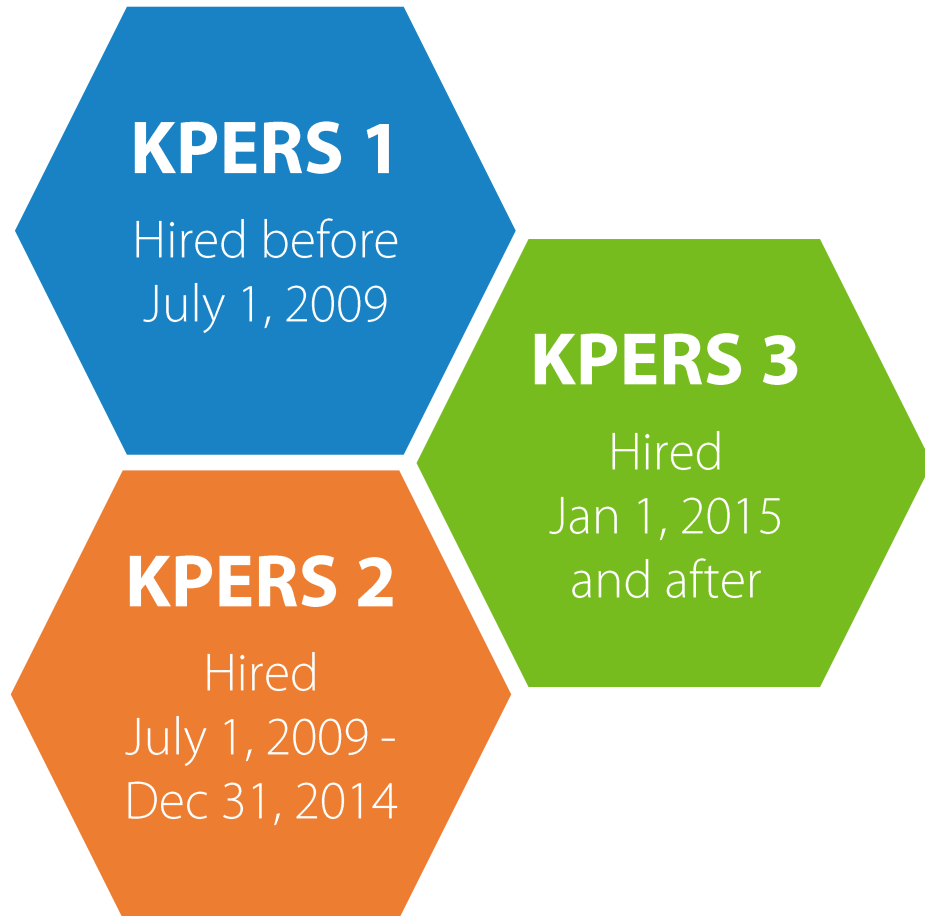 KPERS 1
Hired before
July 1, 2009
KPERS 3
Hired
Jan 1, 2015
and after
KPERS 2
Hired
July 1, 2009 -
Dec 31, 2014